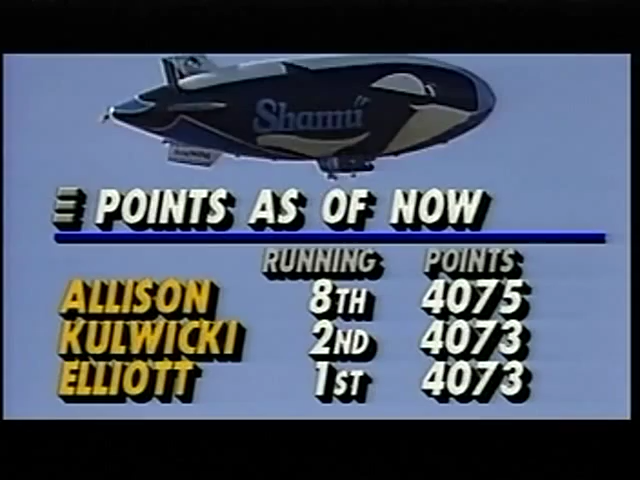 Shamu
POINTS AS OF NOW
RUNNING POINTS
ALLISON 8TH 4075
KULWICKI 2ND 4073
ELLIOTT 1ST 4073